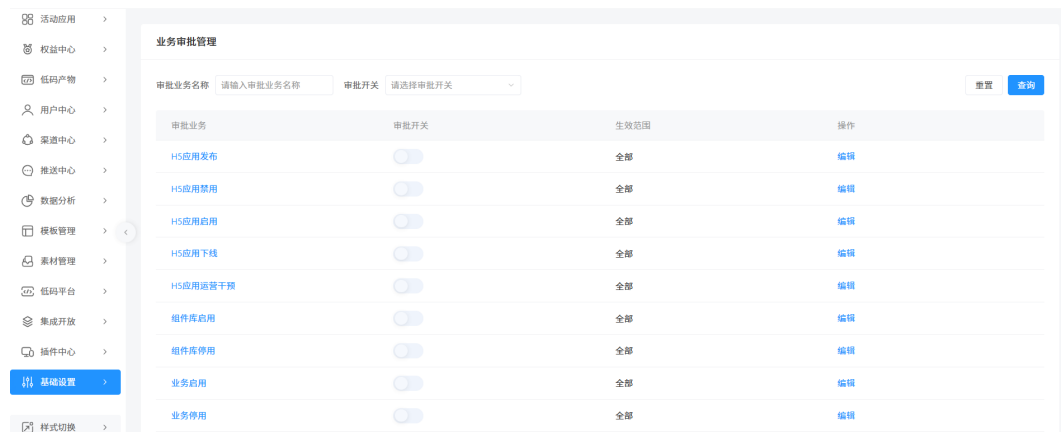 活动应用
权益中心
低码产物
用户中心
渠道中心
推送中心
数据分析
模板管理
素材管理
低码平台
集成开放
插件中心
基础设置
样式切换
业务审批管理
审批业务名称 请输入审批业务名称 审批开关 请选择审批开关 重置 查询
审批业务 审批开关 生效范围 操作
H5应用发布 全部 编辑
H5应用禁用 全部 编辑
H5应用启用 全部 编辑
H5应用下线 全部 编辑
H5应用运营干预 全部 编辑
组件库启用 全部 编辑
组件库停用 全部 编辑
业务启用 全部 编辑
业务停用 全部 编辑